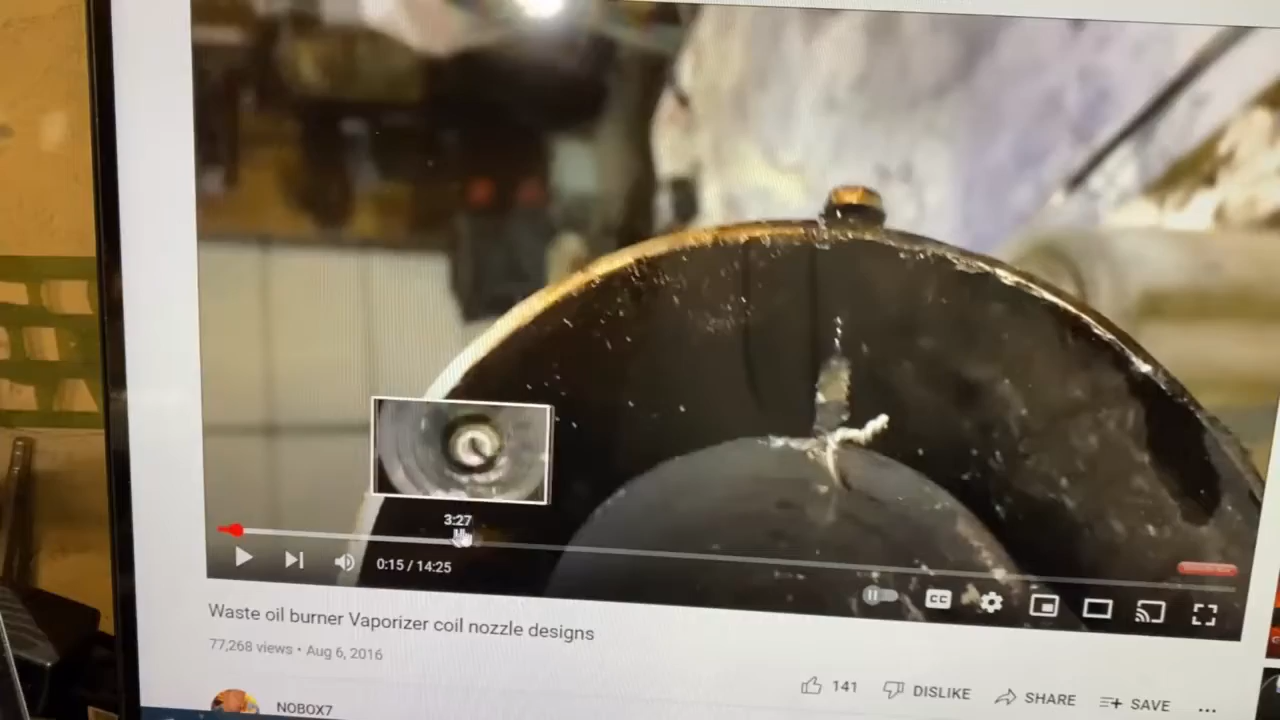 3:27
0:15 / 14:25
CC
Waste oil burner Vaporizer coil nozzle designs
77,268 views • Aug 6, 2016
141 DISLIKE SHARE SAVE ...
NOBOX7